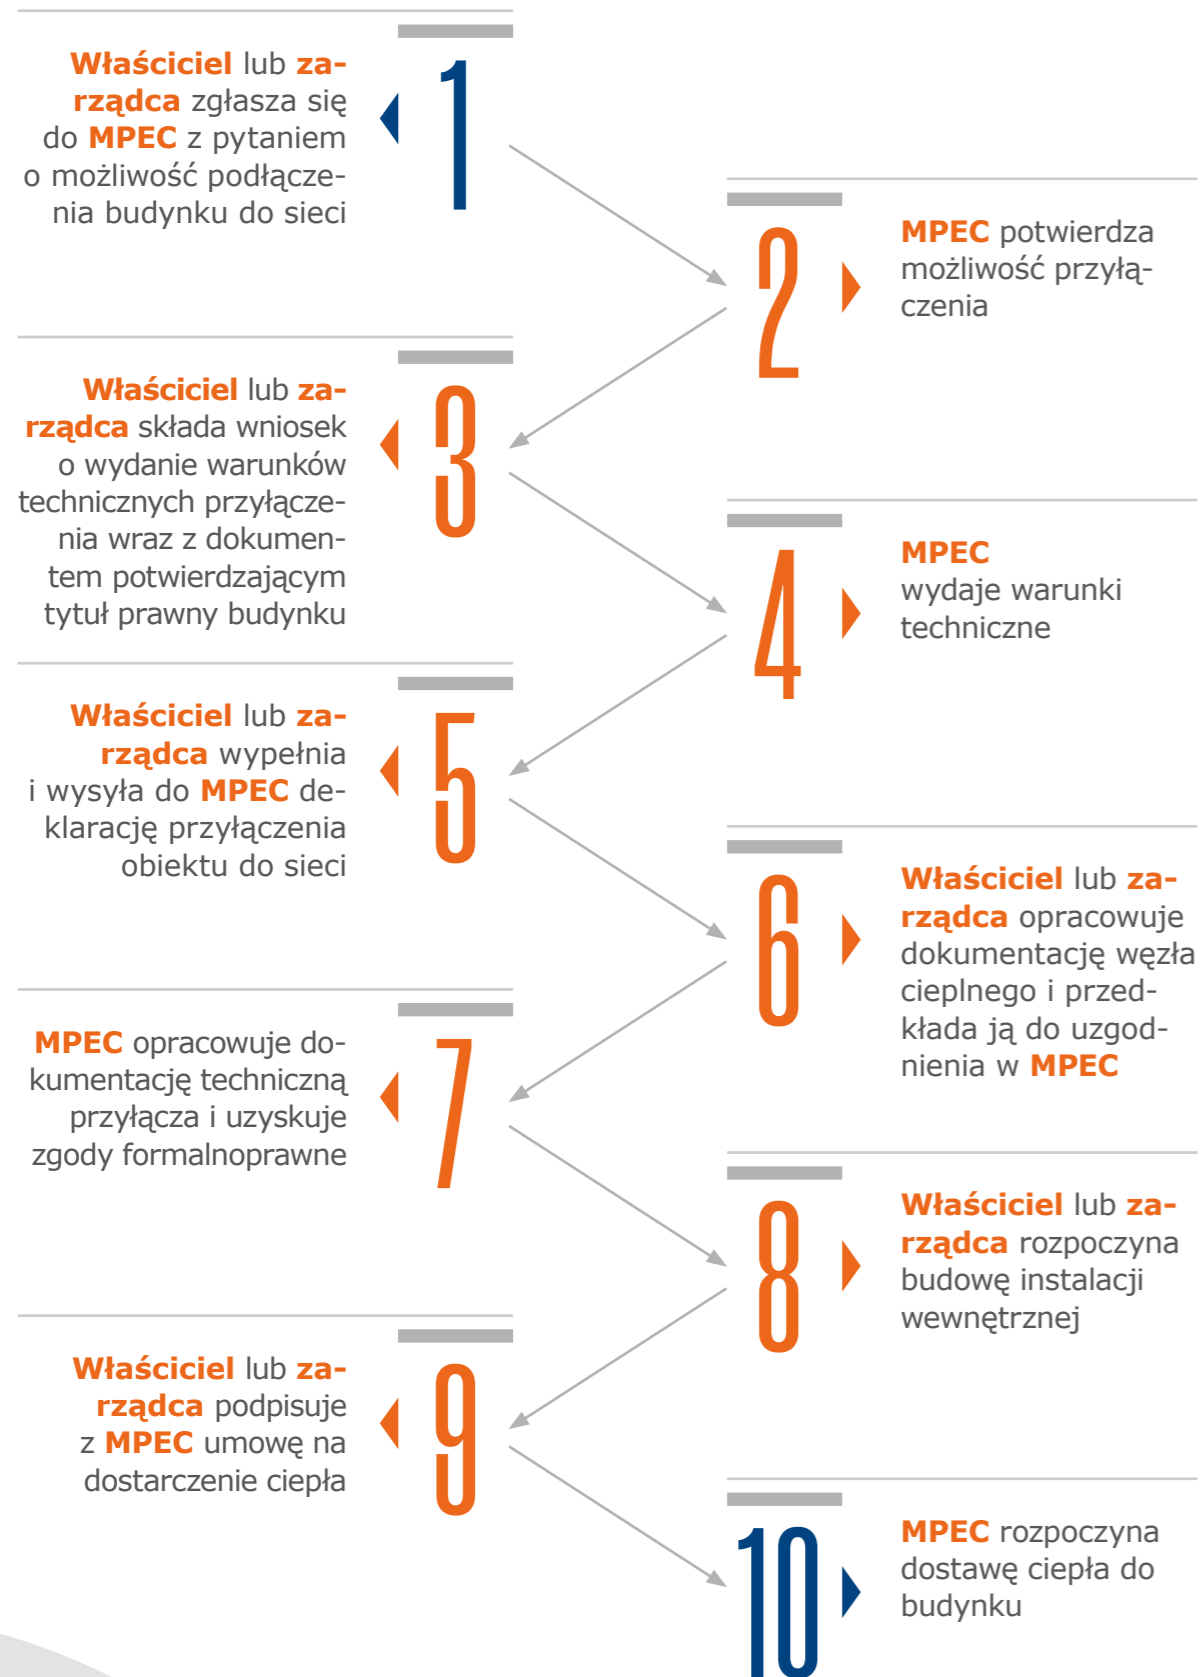 1
Właściciel lub za-
rządca zgłasza się
do MPEC z pytaniem
o możliwość podłącze-
nia budynku do sieci
2
MPEC potwierdza
możliwość przyłą-
czenia
3
Właściciel lub za-
rządca składa wniosek
o wydanie warunków
technicznych przyłącze-
nia wraz z dokumen-
tem potwierdzającym
tytuł prawny budynku
4
MPEC
wydaje warunki
techniczne
5
Właściciel lub za-
rządca wypełnia
i wysyła do MPEC de-
klarację przyłączenia
obiektu do sieci
6
Właściciel lub za-
rządca opracowuje
dokumentację węzła
cieplnego i przed-
kłada ją do uzgod-
nienia w MPEC
7
MPEC opracowuje do-
kumentację techniczną
przyłącza i uzyskuje
zgody formalnoprawne
8
Właściciel lub za-
rządca rozpoczyna
budowę instalacji
wewnętrznej
9
Właściciel lub za-
rządca podpisuje
z MPEC umowę na
dostarczenie ciepła
10
MPEC rozpoczyna
dostawę ciepła do
budynku